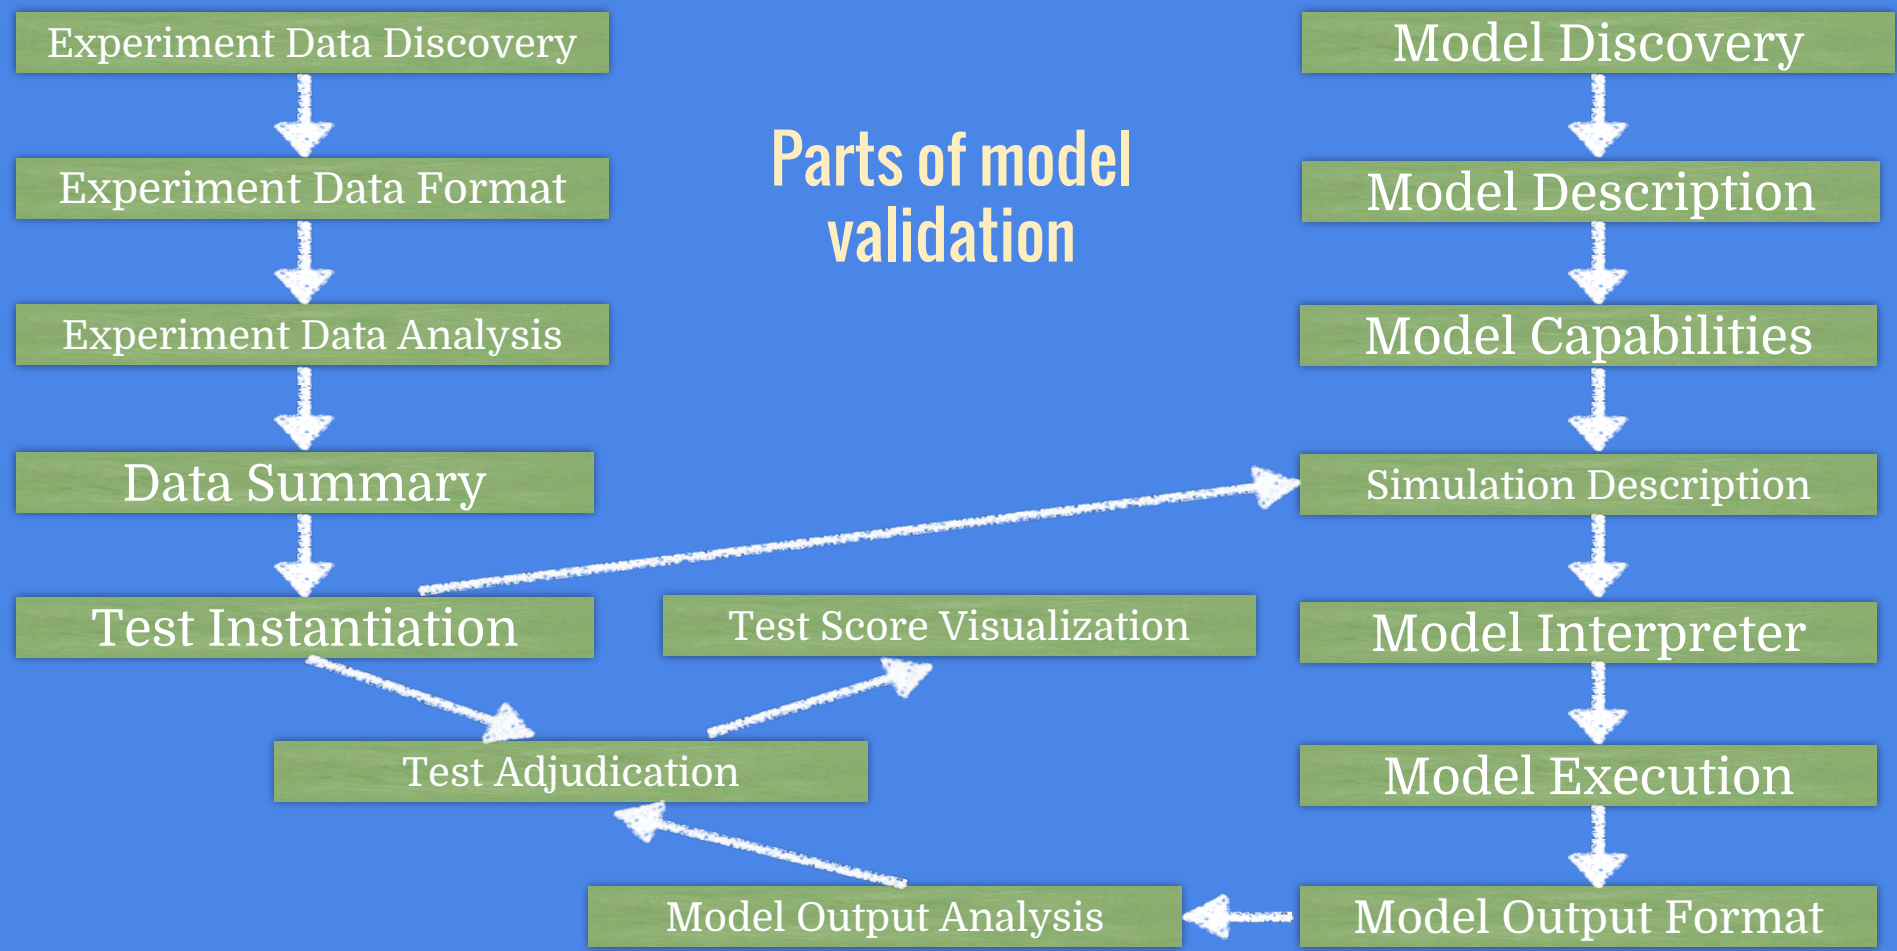 Experiment Data Discovery
Experiment Data Format
Experiment Data Analysis
Data Summary
Test Instantiation
Parts of model
validation
Test Score Visualization
Test Adjudication
Model Output Analysis
Model Discovery
Model Description
Model Capabilities
Simulation Description
Model Interpreter
Model Execution
Model Output Format